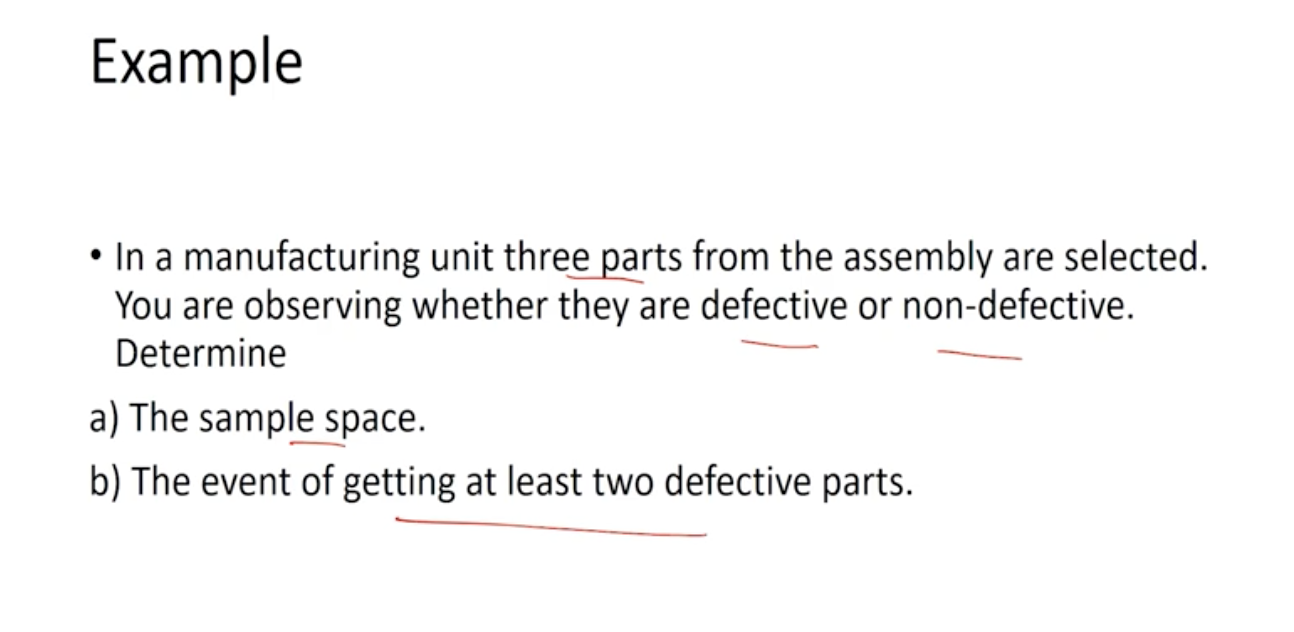 Example
• In a manufacturing unit three parts from the assembly are selected.
You are observing whether they are defective or non-defective.
Determine
a) The sample space.
b) The event of getting at least two defective parts.